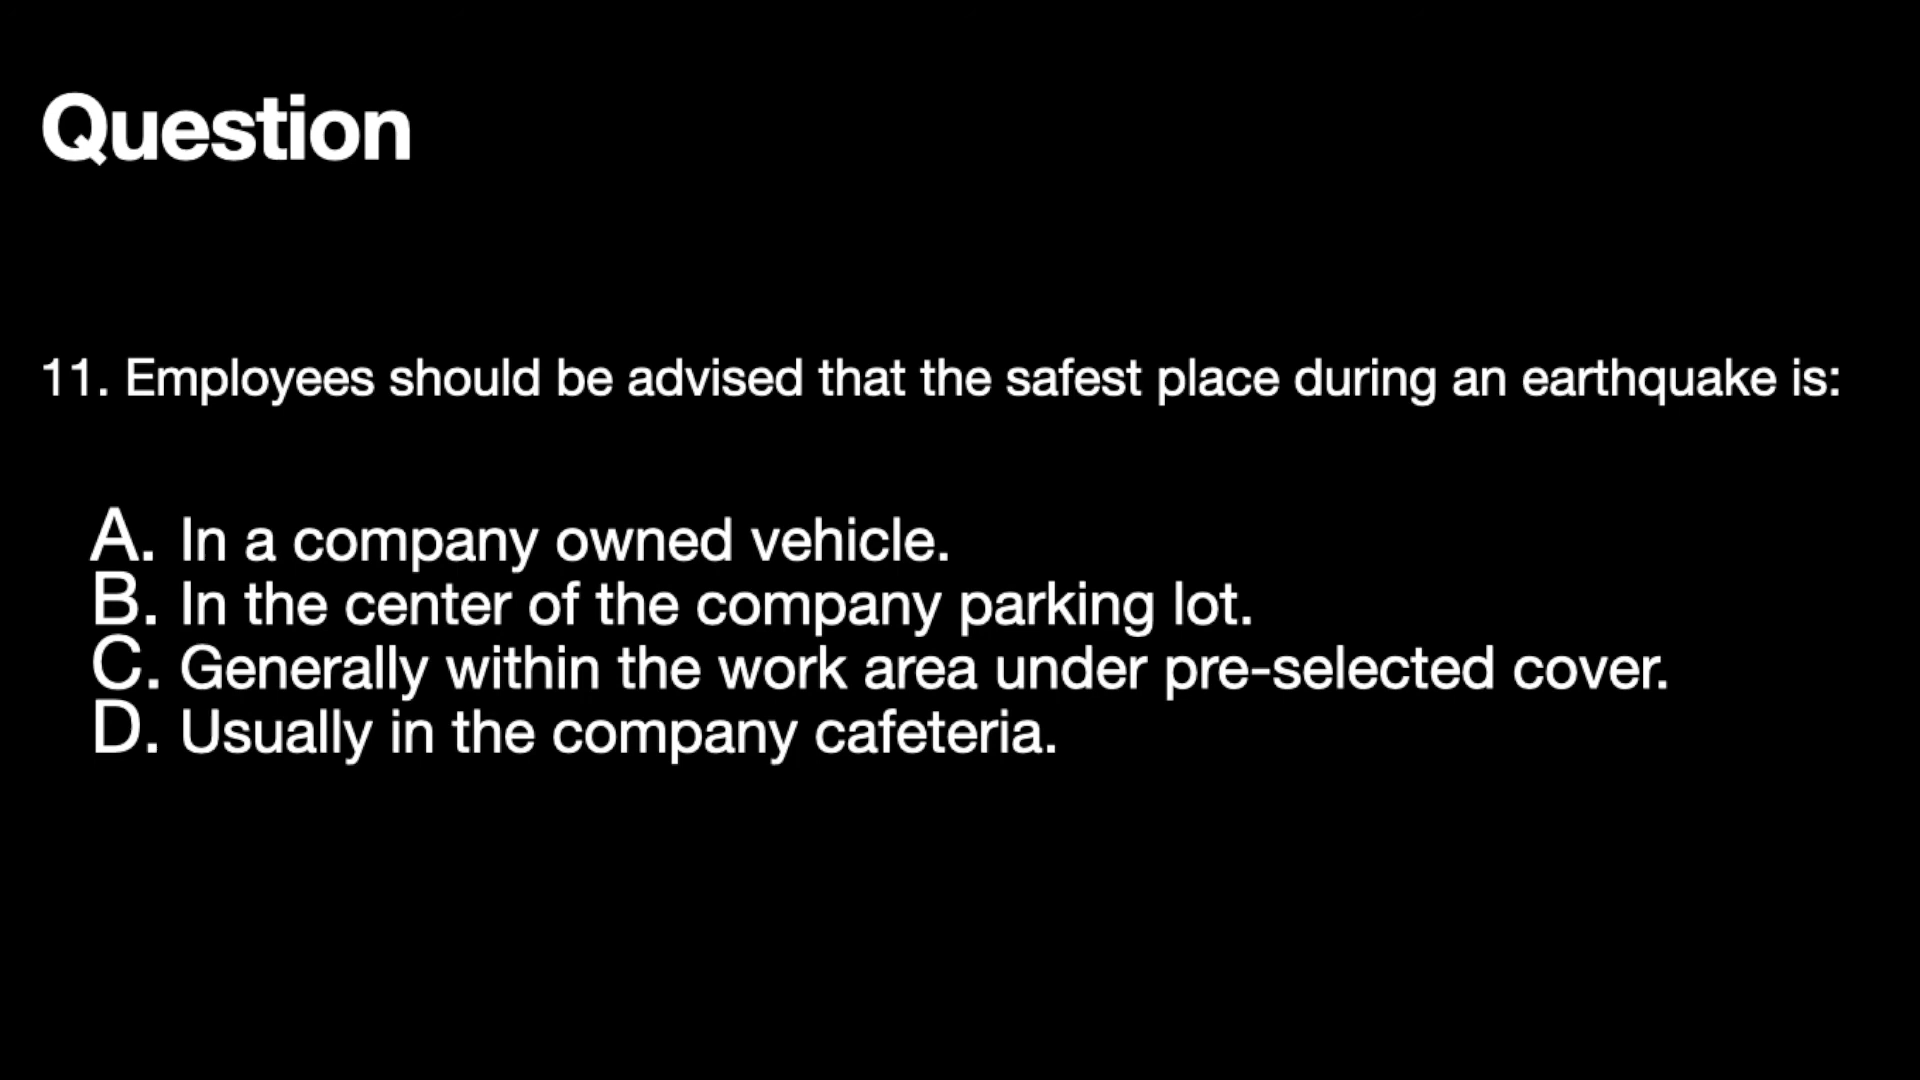 Question
11. Employees should be advised that the safest place during an earthquake is:
A. In a company owned vehicle.
B. In the center of the company parking lot.
C. Generally within the work area under pre-selected cover.
D. Usually in the company cafeteria.